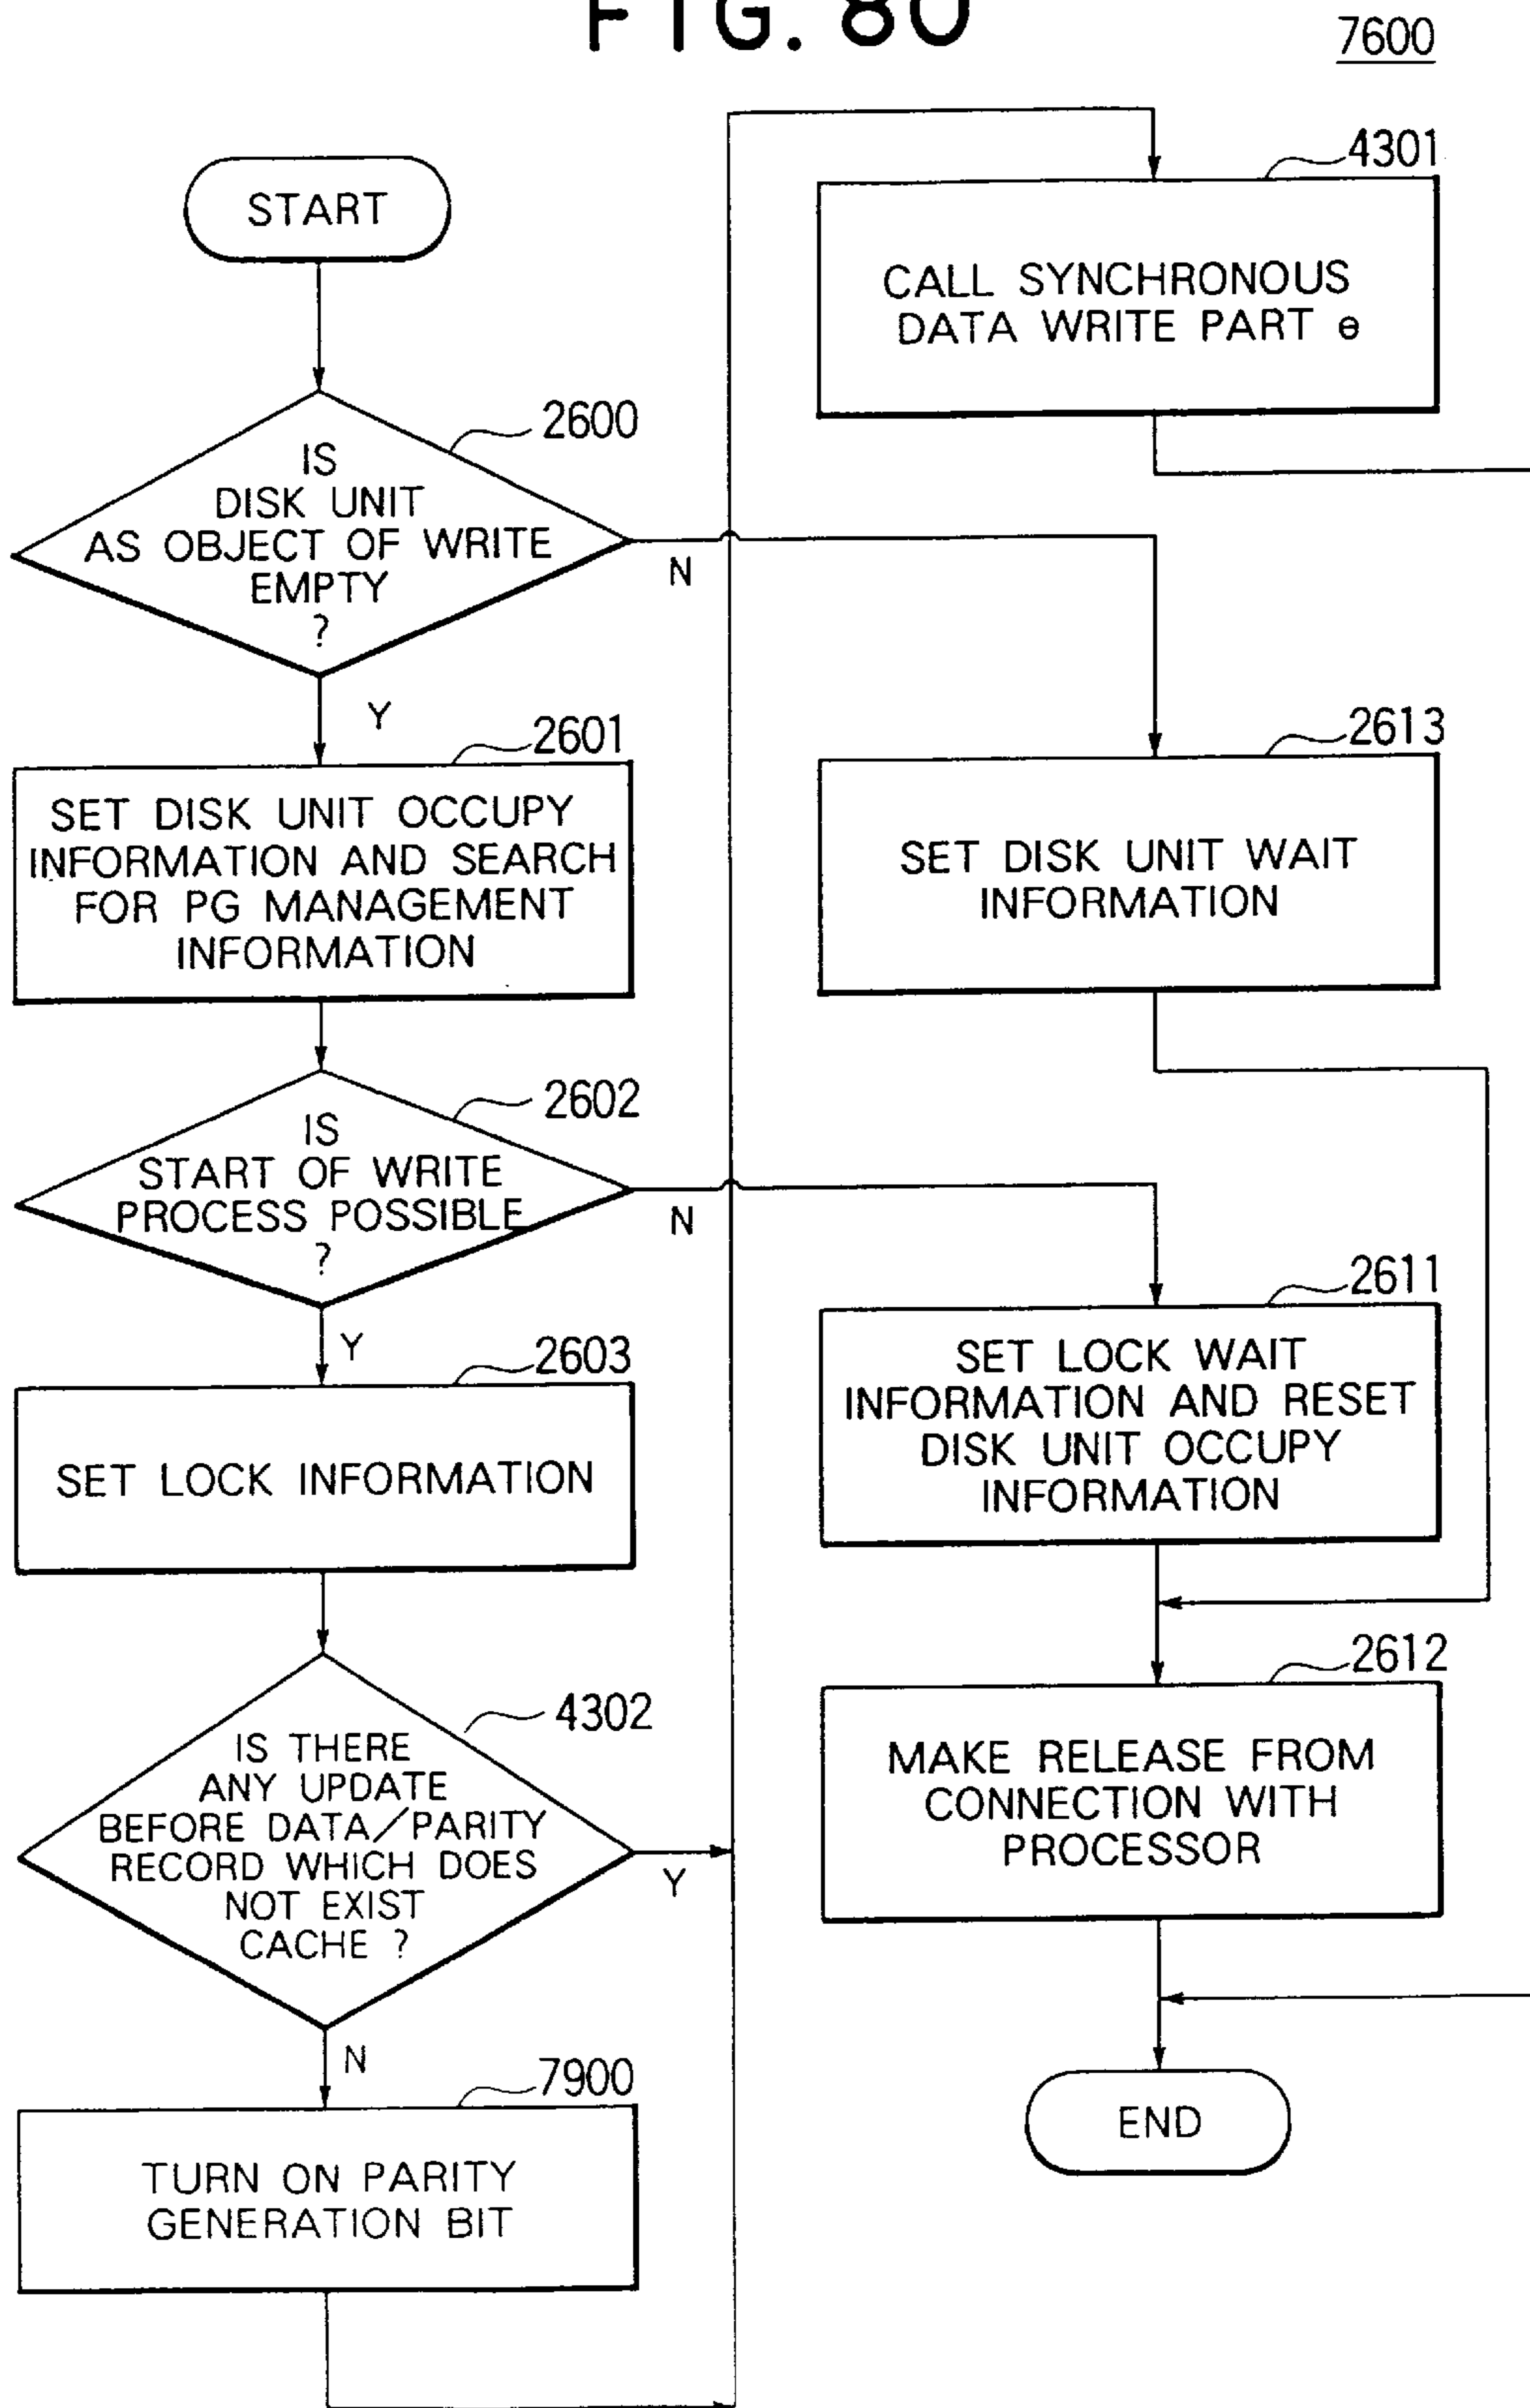 FIG. 80
7600
START
2600
IS
DISK UNIT
AS OBJECT OF WRITE
EMPTY
?
N
Y
2601
SET DISK UNIT OCCUPY
INFORMATION AND SEARCH
FOR PG MANAGEMENT
INFORMATION
2602
IS
START OF WRITE
PROCESS POSSIBLE
?
N
Y
2603
SET LOCK INFORMATION
4302
IS THERE
ANY UPDATE
BEFORE DATA/PARITY
RECORD WHICH DOES
NOT EXIST
CACHE ?
Y
N
7900
TURN ON PARITY
GENERATION BIT
4301
CALL SYNCHRONOUS
DATA WRITE PART e
2613
SET DISK UNIT WAIT
INFORMATION
2611
SET LOCK WAIT
INFORMATION AND RESET
DISK UNIT OCCUPY
INFORMATION
2612
MAKE RELEASE FROM
CONNECTION WITH
PROCESSOR
END